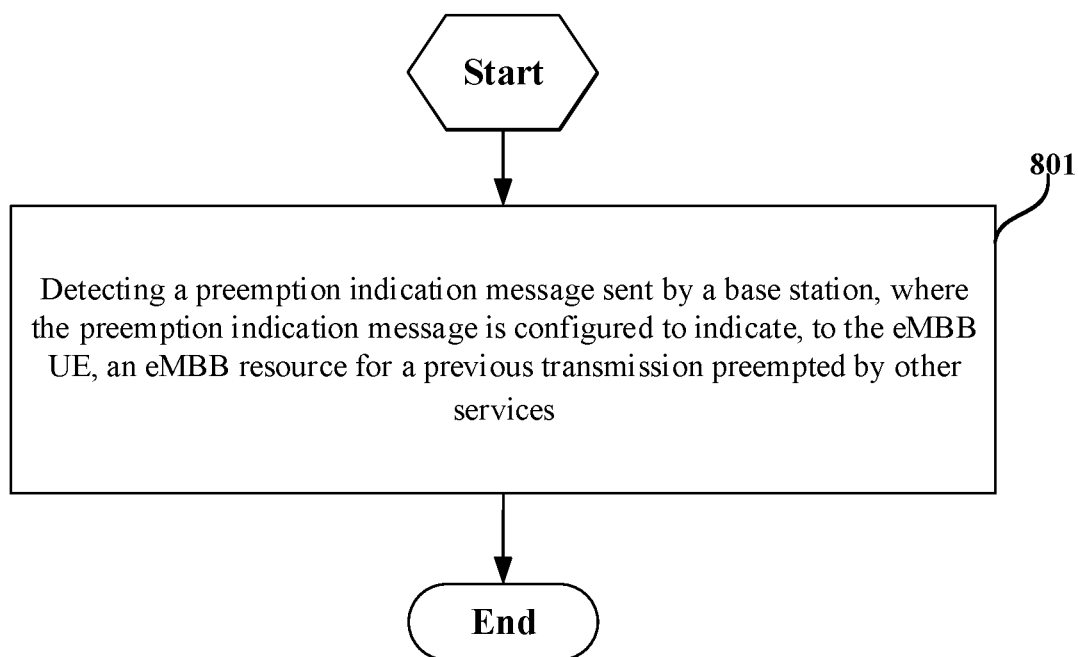 Start
801
Detecting a preemption indication message sent by a base station, where
the preemption indication message is configured to indicate, to the eMBB
UE, an eMBB resource for a previous transmission preempted by other
services
End